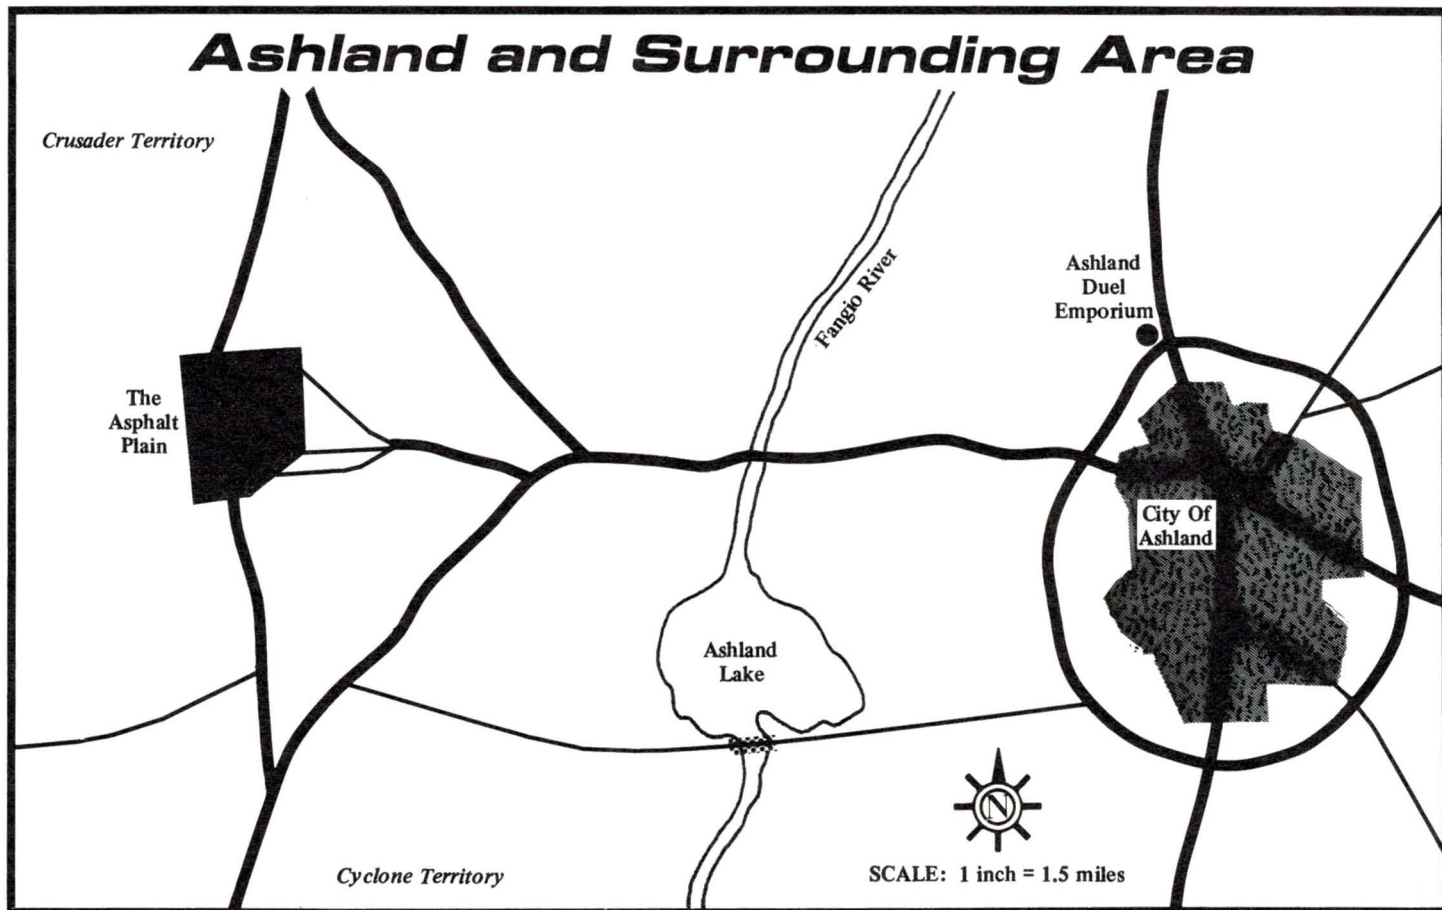 Ashland and Surrounding Area
Crusader Territory
Fangio River
Ashland
Duel
Emporium
The
Asphalt
Plain
City Of
Ashland
Ashland
Lake
N
SCALE: 1 inch = 1.5 miles
Cyclone Territory